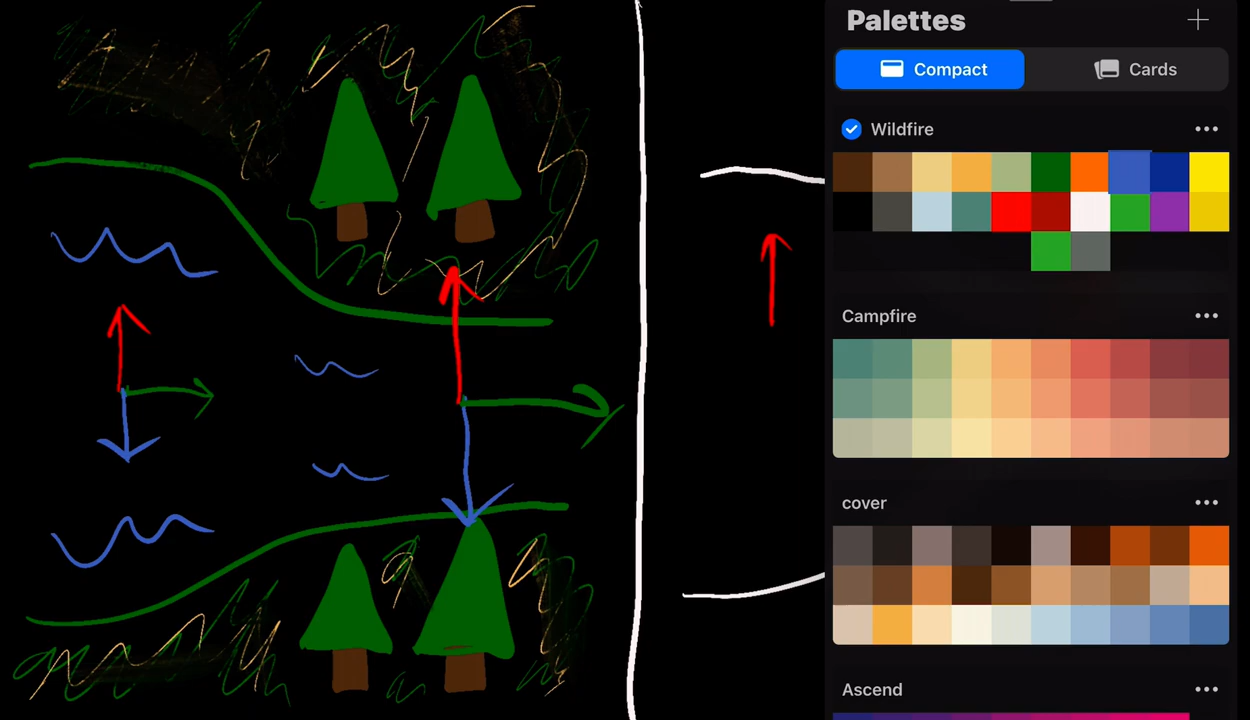 Palettes
Compact
Cards
Wildfire
Campfire
cover
Ascend